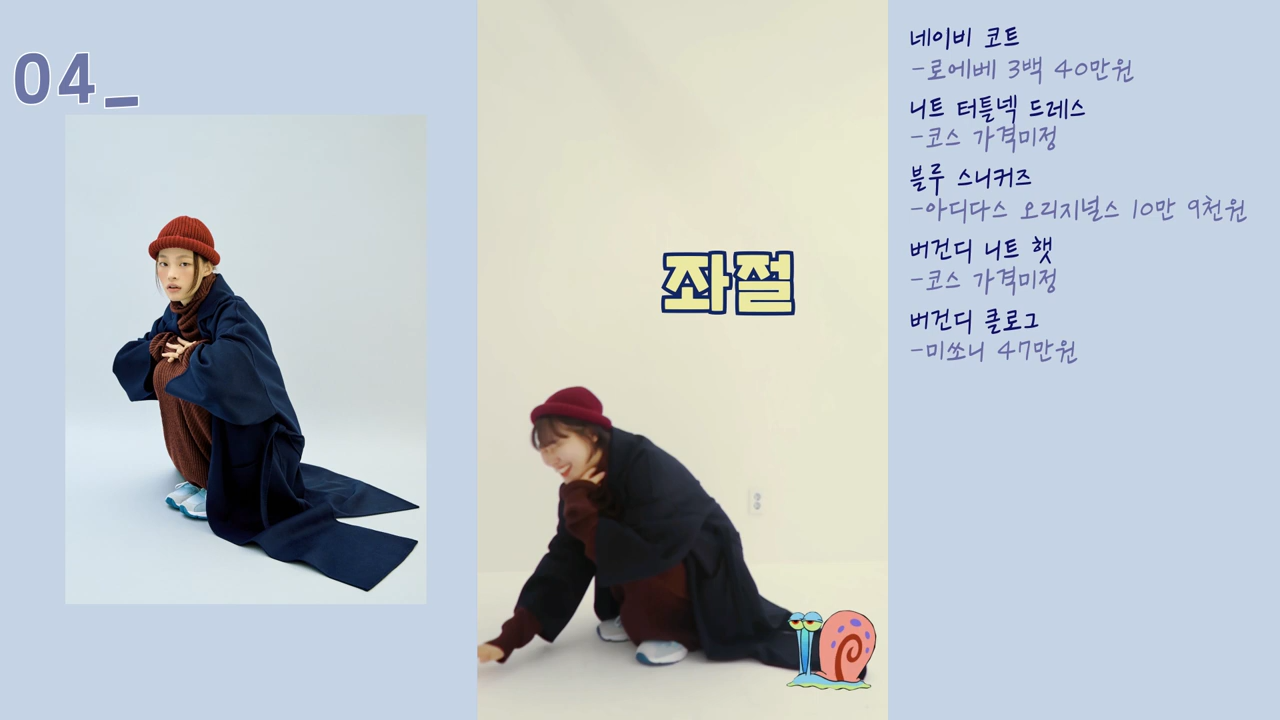 04_
좌절
네이비 코트
-로에베 3백 40만원
니트 터틀넥 드레스
-코스 가격미정
블루 스니커즈
-아디다스 오리지널스 10만 9천원
버건디 니트 햇
-코스 가격미정
버건디 클로그
-미쏘니 47만원